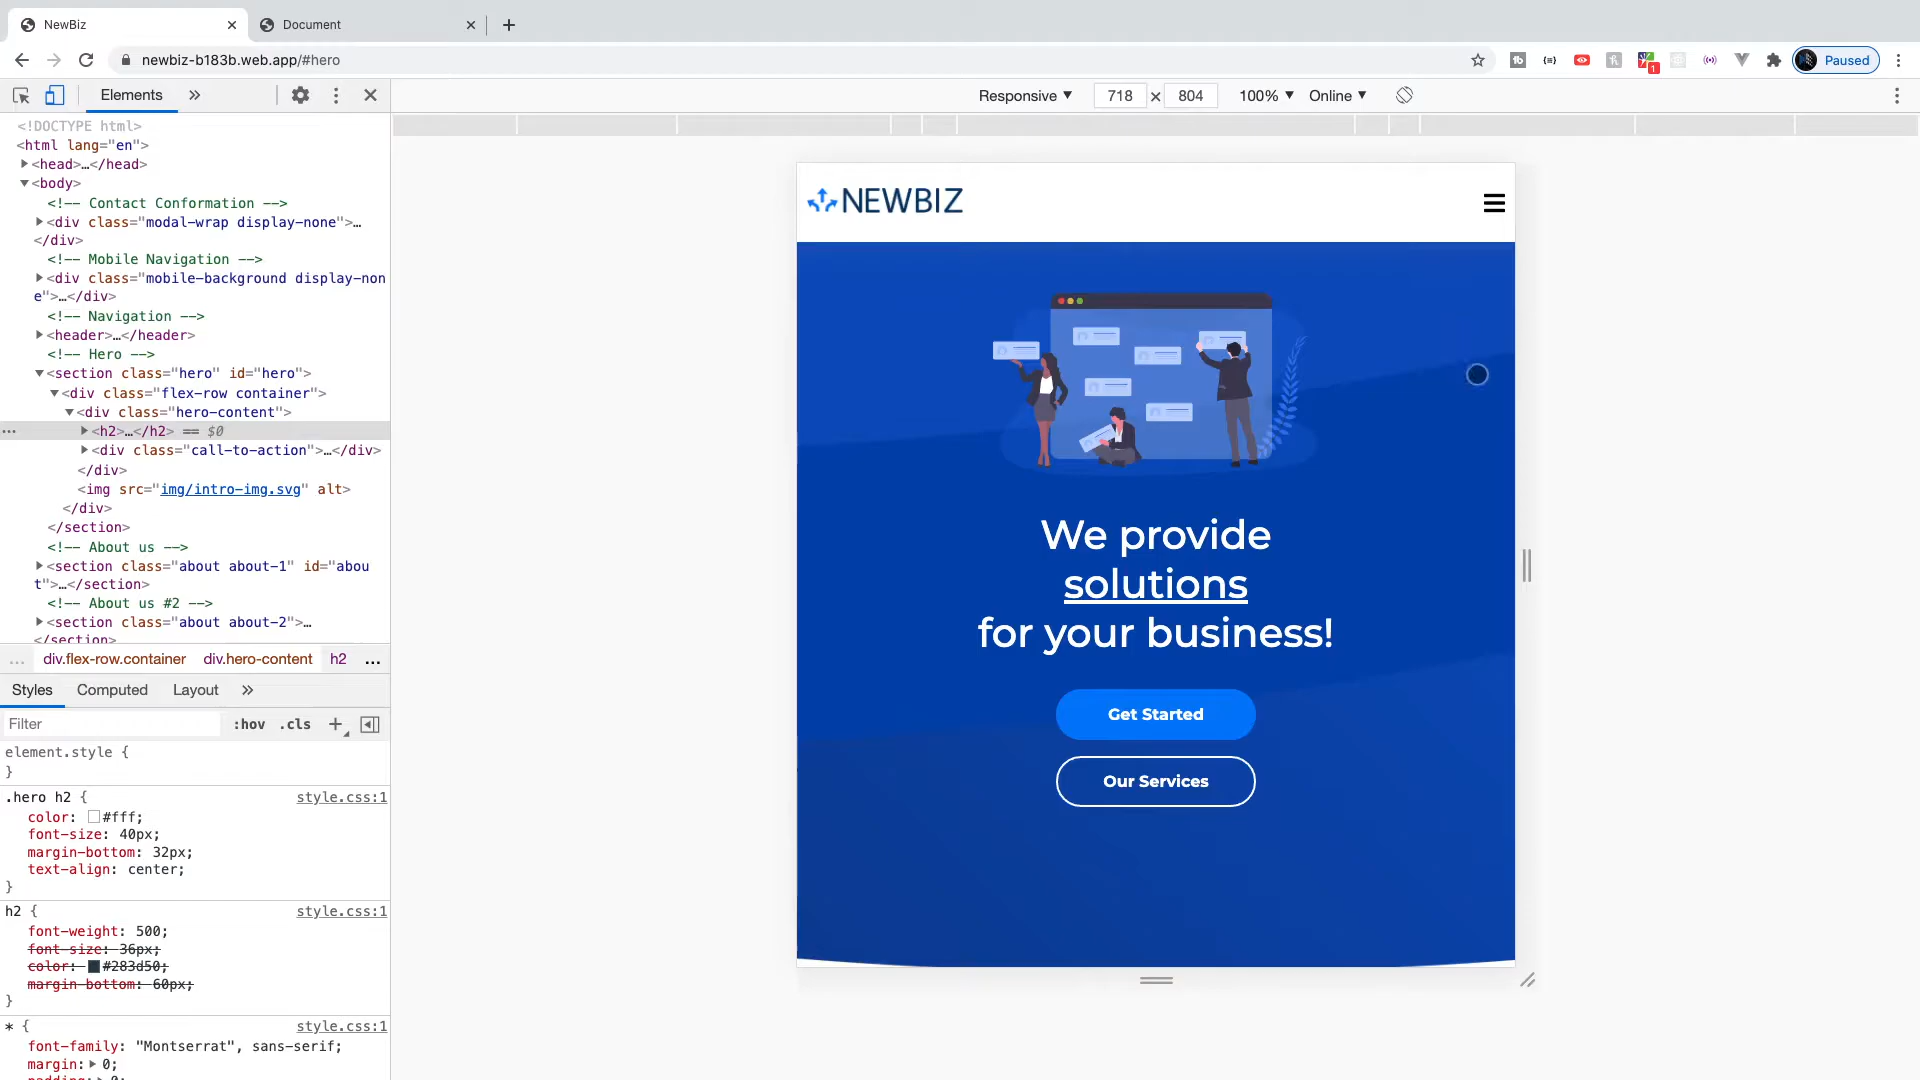 NewBiz
Document
newbiz-b183b.web.app/#hero
1
Paused
Elements
Responsive
718
804
100%
Online
<!DOCTYPE html>
<html lang="en">
<head>…</head>
<body>
<!-- Contact Conformation -->
<div class="modal-wrap display-none">…
</div>
<!-- Mobile Navigation -->
<div class="mobile-background display-non
e">…</div>
<!-- Navigation -->
<header>…</header>
<!-- Hero -->
<section class="hero" id="hero">
<div class="flex-row container">
<div class="hero-content">
… <h2>…</h2> == $0
<div class="call-to-action">…</div>
</div>
<img src="img/intro-img.svg" alt>
</div>
</section>
<!-- About us -->
<section class="about about-1" id="abou
t">…</section>
<!-- About us #2 -->
<section class="about about-2">…
</section>
… div.flex-row.container div.hero-content h2 …
Styles Computed Layout
Filter :hov .cls
element.style {
}
.hero h2 { style.css:1
color: #fff;
font-size: 40px;
margin-bottom: 32px;
text-align: center;
}
h2 { style.css:1
font-weight: 500;
font-size: 36px;
color: #283d50;
margin-bottom: 60px;
}
* { style.css:1
font-family: "Montserrat", sans-serif;
margin: 0;
padding: 0;
NEWBIZ
We provide
solutions
for your business!
Get Started
Our Services